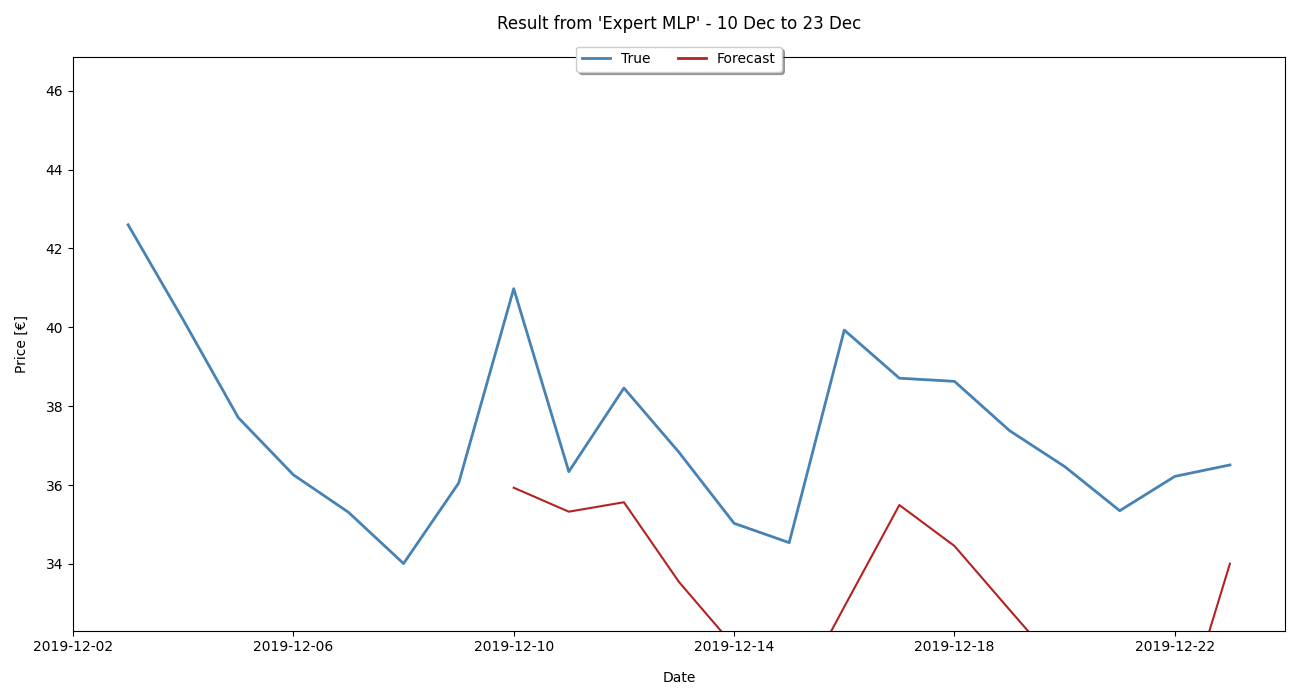 Result from 'Expert MLP' - 10 Dec to 23 Dec
True Forecast
46
44
42
40
38
36
34
Price [€]
2019-12-02 2019-12-06 2019-12-10 2019-12-14 2019-12-18 2019-12-22
Date